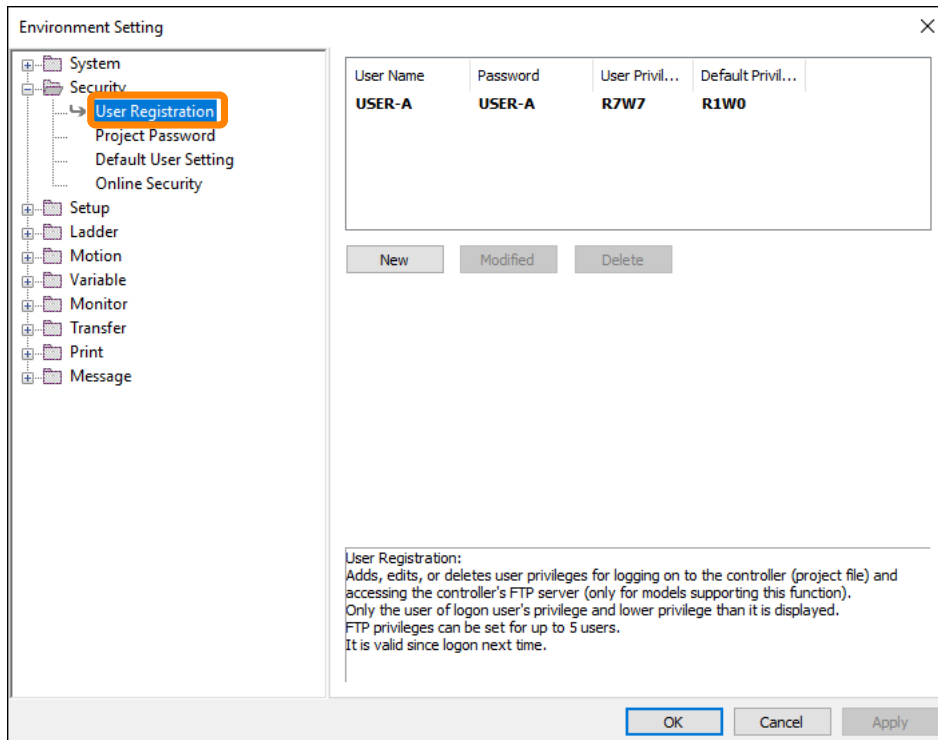 Environment Setting
System
Security
User Registration
Project Password
Default User Setting
Online Security
Setup
Ladder
Motion
Variable
Monitor
Transfer
Print
Message
User Name Password User Privil... Default Privil...
USER-A USER-A R7W7 R1W0
New Modified Delete
User Registration:
Adds, edits, or deletes user privileges for logging on to the controller (project file) and
accessing the controller's FTP server (only for models supporting this function).
Only the user of logon user's privilege and lower privilege than it is displayed.
FTP privileges can be set for up to 5 users.
It is valid since logon next time.
OK Cancel Apply